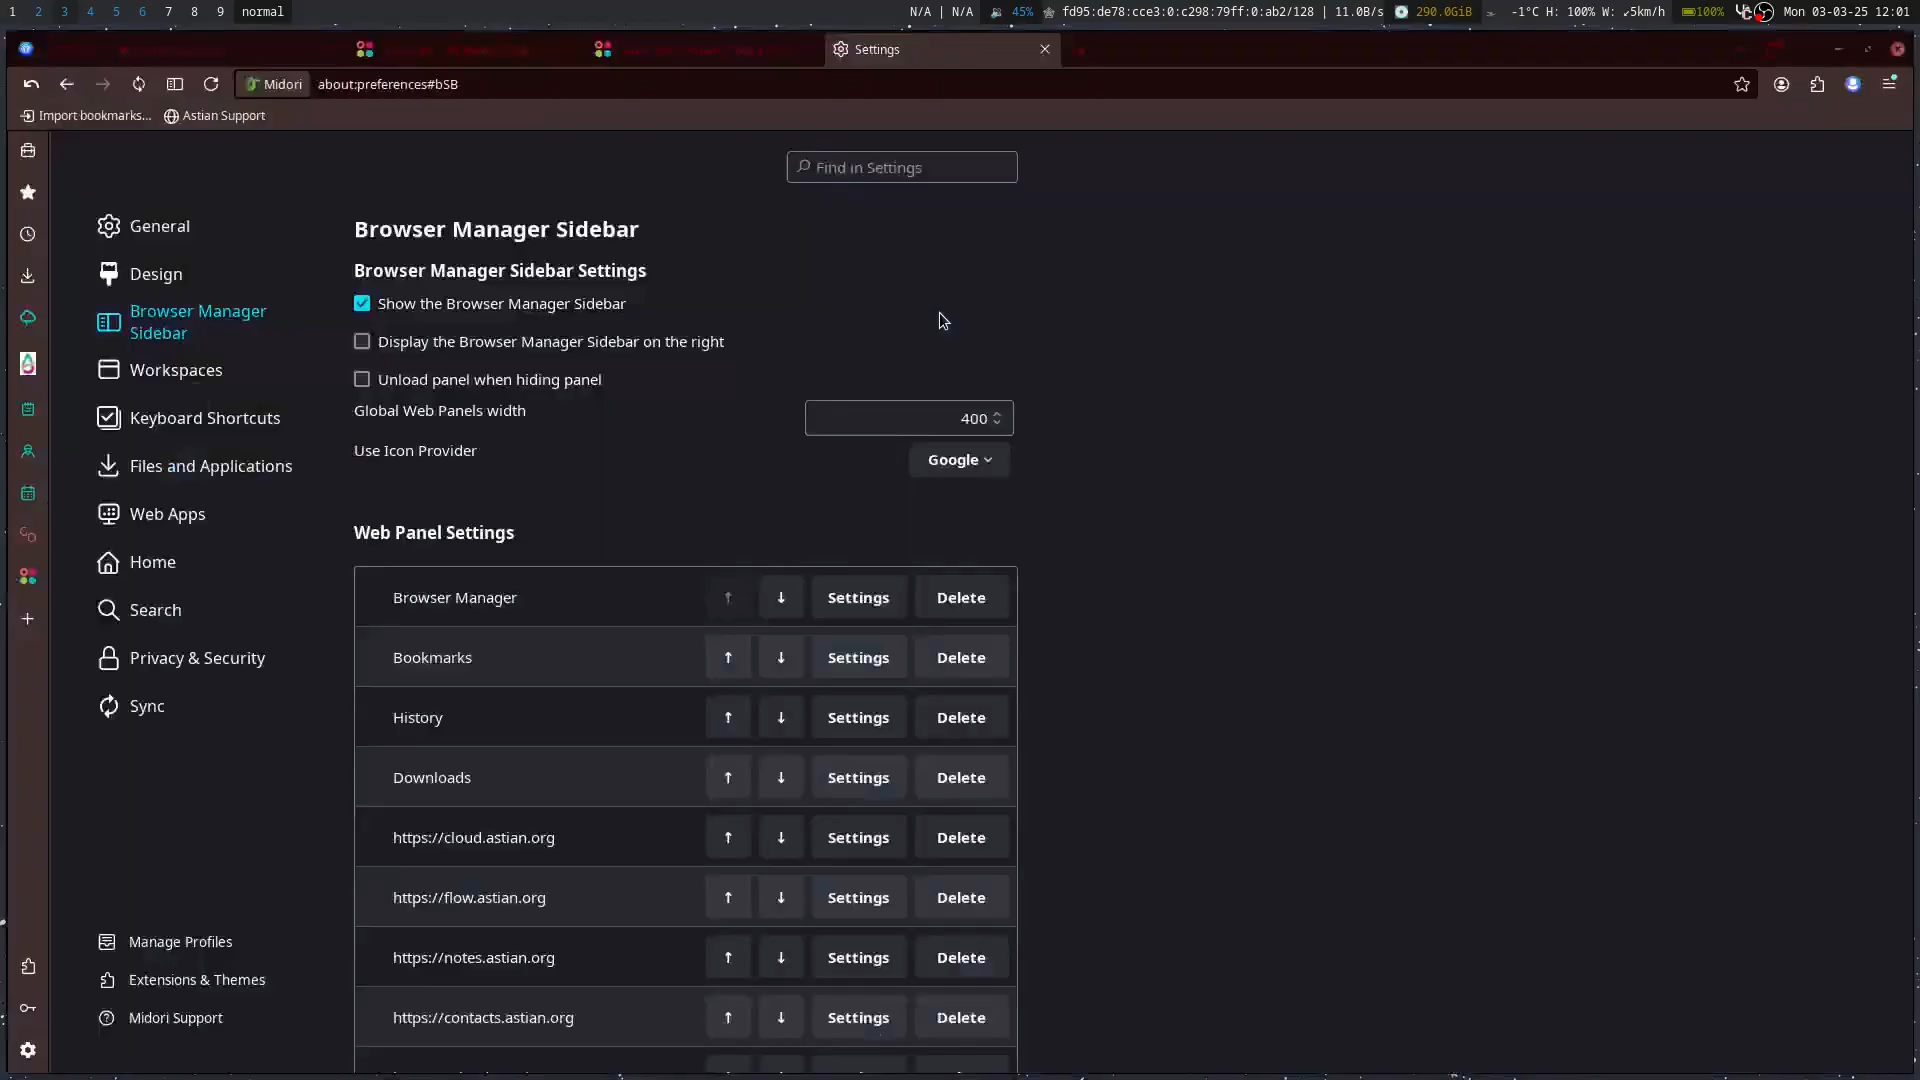 1 2 3 4 5 6 7 8 9 normal
N/A | N/A 45% fd95:de78:cce3:0:c298:79ff:0:ab2/128 | 11.0B/s 290.0GiB -1°C H: 100% W: ↙5km/h 100% Mon 03-03-25 12:01
Settings
Midori about:preferences#bSB
Import bookmarks... Astian Support
Find in Settings
General
Design
Browser Manager
Sidebar
Workspaces
Keyboard Shortcuts
Files and Applications
Web Apps
Home
Search
Privacy & Security
Sync
Manage Profiles
Extensions & Themes
Midori Support
Browser Manager Sidebar
Browser Manager Sidebar Settings
Show the Browser Manager Sidebar
Display the Browser Manager Sidebar on the right
Unload panel when hiding panel
Global Web Panels width 400
Use Icon Provider Google
Web Panel Settings
Browser Manager ↑ ↓ Settings Delete
Bookmarks ↑ ↓ Settings Delete
History ↑ ↓ Settings Delete
Downloads ↑ ↓ Settings Delete
https://cloud.astian.org ↑ ↓ Settings Delete
https://flow.astian.org ↑ ↓ Settings Delete
https://notes.astian.org ↑ ↓ Settings Delete
https://contacts.astian.org ↑ ↓ Settings Delete